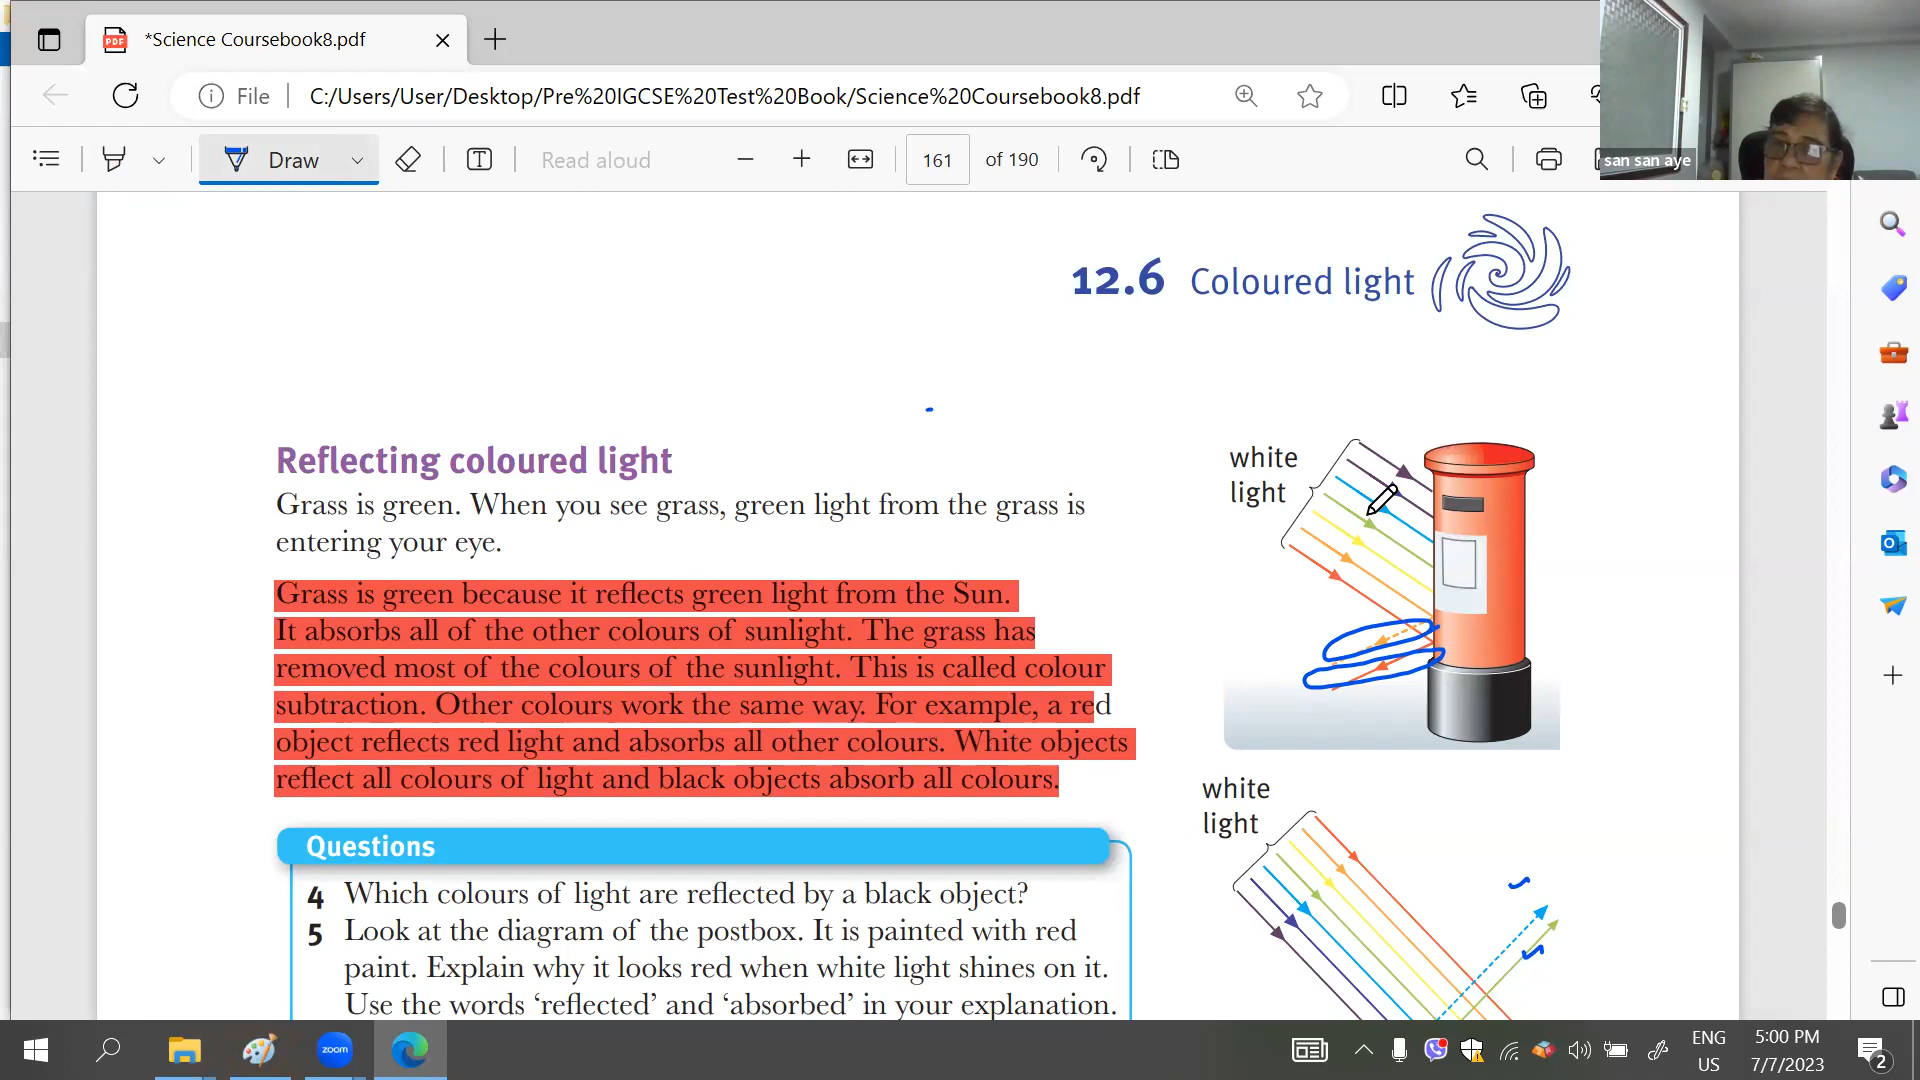 *Science Coursebook8.pdf
File
C:/Users/User/Desktop/Pre%20IGCSE%20Test%20Book/Science%20Coursebook8.pdf
Draw
Read aloud
161
of 190
san san aye
12.6 Coloured light
Reflecting coloured light
Grass is green. When you see grass, green light from the grass is
entering your eye.
Grass is green because it reflects green light from the Sun.
It absorbs all of the other colours of sunlight. The grass has
removed most of the colours of the sunlight. This is called colour
subtraction. Other colours work the same way. For example, a red
object reflects red light and absorbs all other colours. White objects
reflect all colours of light and black objects absorb all colours.
white
light
white
light
Questions
4 Which colours of light are reflected by a black object?
5 Look at the diagram of the postbox. It is painted with red
paint. Explain why it looks red when white light shines on it.
Use the words ‘reflected’ and ‘absorbed’ in your explanation.
PDF
zoom
ENG
US
5:00 PM
7/7/2023
2